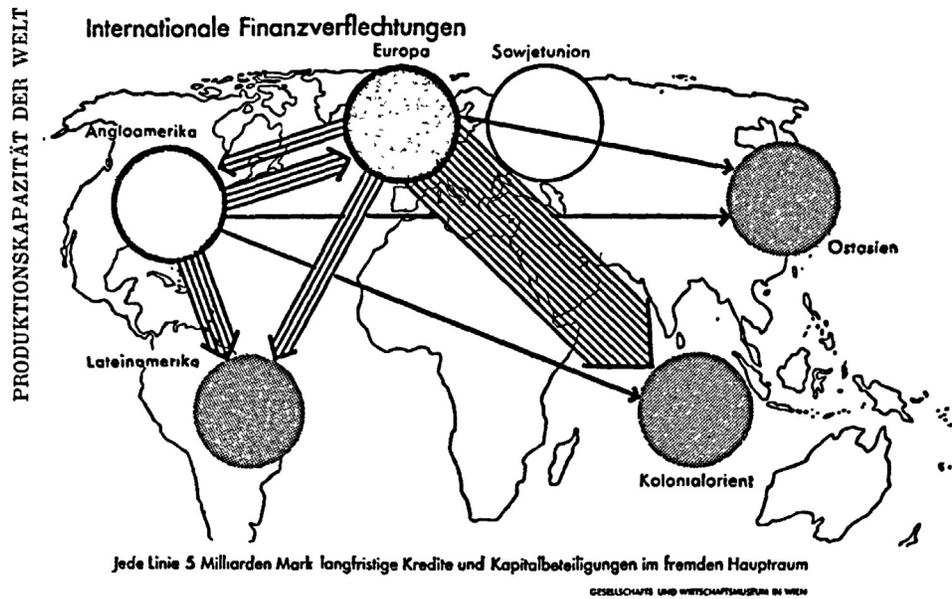 PRODUKTIONSKAPAZITÄT DER WELT
Internationale Finanzverflechtungen
Europa
Sowjetunion
Angloamerika
Ostasien
Lateinamerika
Kolonialorient
Jede Linie 5 Milliarden Mark langfristige Kredite und Kapitalbeteiligungen im fremden Hauptraum
GESELLSCHAFTS UND WIRTSCHAFTSMUSEUM IN WIEN